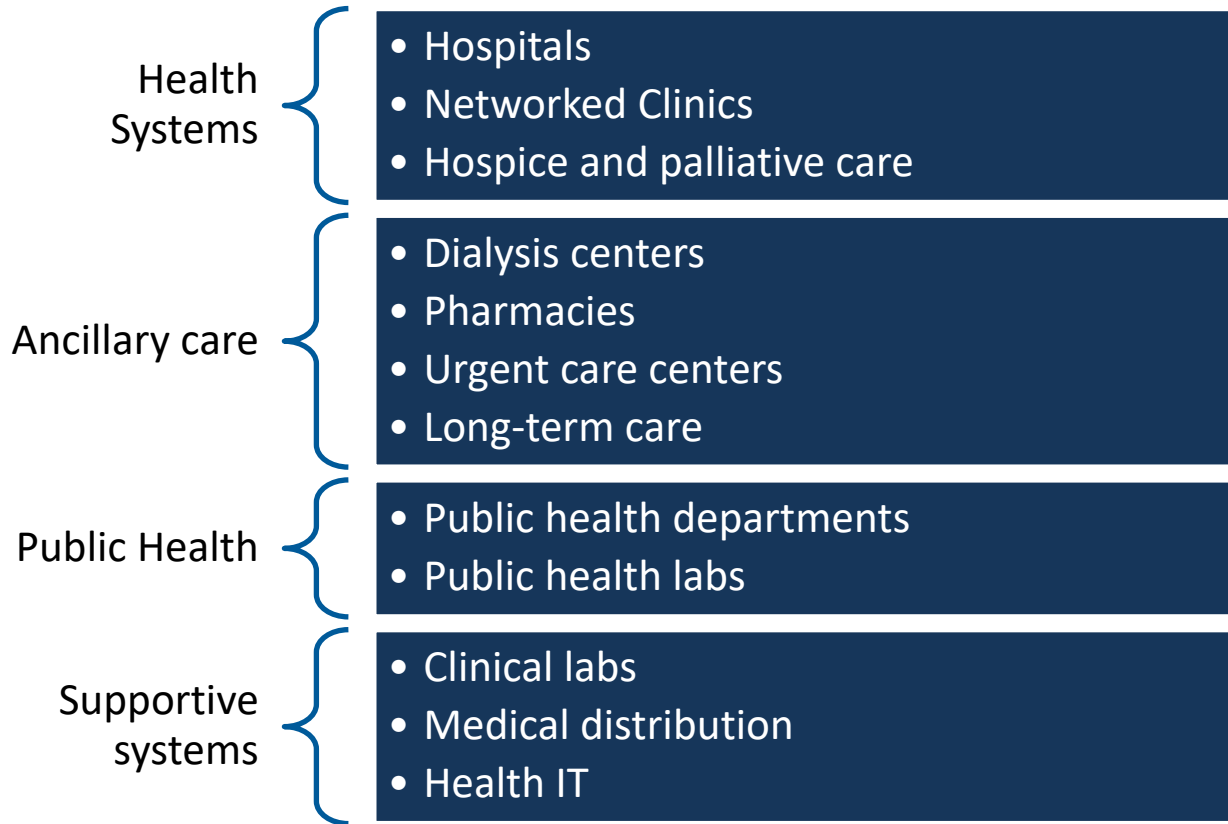 Health
Systems
• Hospitals
• Networked Clinics
• Hospice and palliative care
Ancillary care
• Dialysis centers
• Pharmacies
• Urgent care centers
• Long-term care
Public Health
• Public health departments
• Public health labs
Supportive
systems
• Clinical labs
• Medical distribution
• Health IT